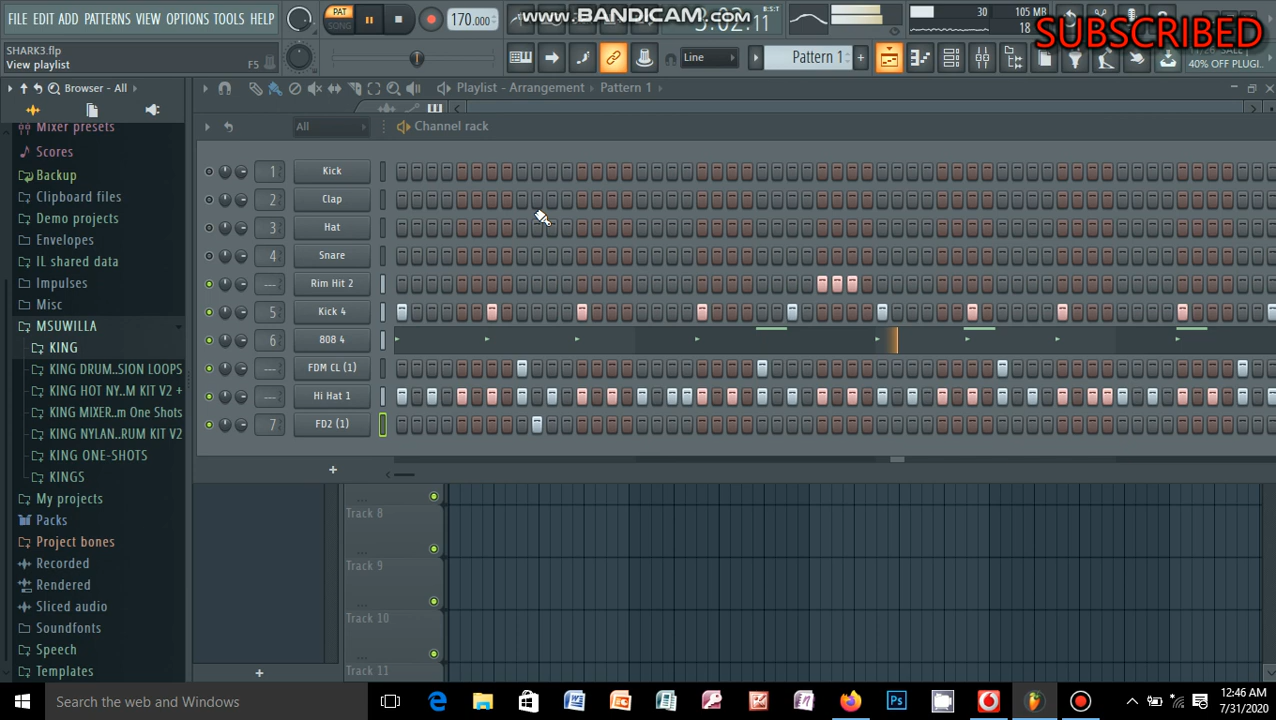 FILE EDIT ADD PATTERNS VIEW OPTIONS TOOLS HELP
PAT
SONG
170.000
www.BANDICAM.com
3:02:11
30
105 MB
18
SUBSCRIBED
SHARK3.flp
View playlist
F5
Line
Pattern 1
40% OFF PLUGI..
Browser - All
Playlist - Arrangement
Pattern 1
All
Channel rack
Mixer presets
Scores
Backup
Clipboard files
Demo projects
Envelopes
IL shared data
Impulses
Misc
MSUWILLA
KING
KING DRUM..SION LOOPS
KING HOT NY..M KIT V2 +
KING MIXER..m One Shots
KING NYLAN..RUM KIT V2
KING ONE-SHOTS
KINGS
My projects
Packs
Project bones
Recorded
Rendered
Sliced audio
Soundfonts
Speech
Templates
1 Kick
2 Clap
3 Hat
4 Snare
--- Rim Hit 2
5 Kick 4
6 808 4
--- FDM CL (1)
--- Hi Hat 1
7 FD2 (1)
Track 8
Track 9
Track 10
Track 11
Search the web and Windows
12:46 AM
7/31/2020